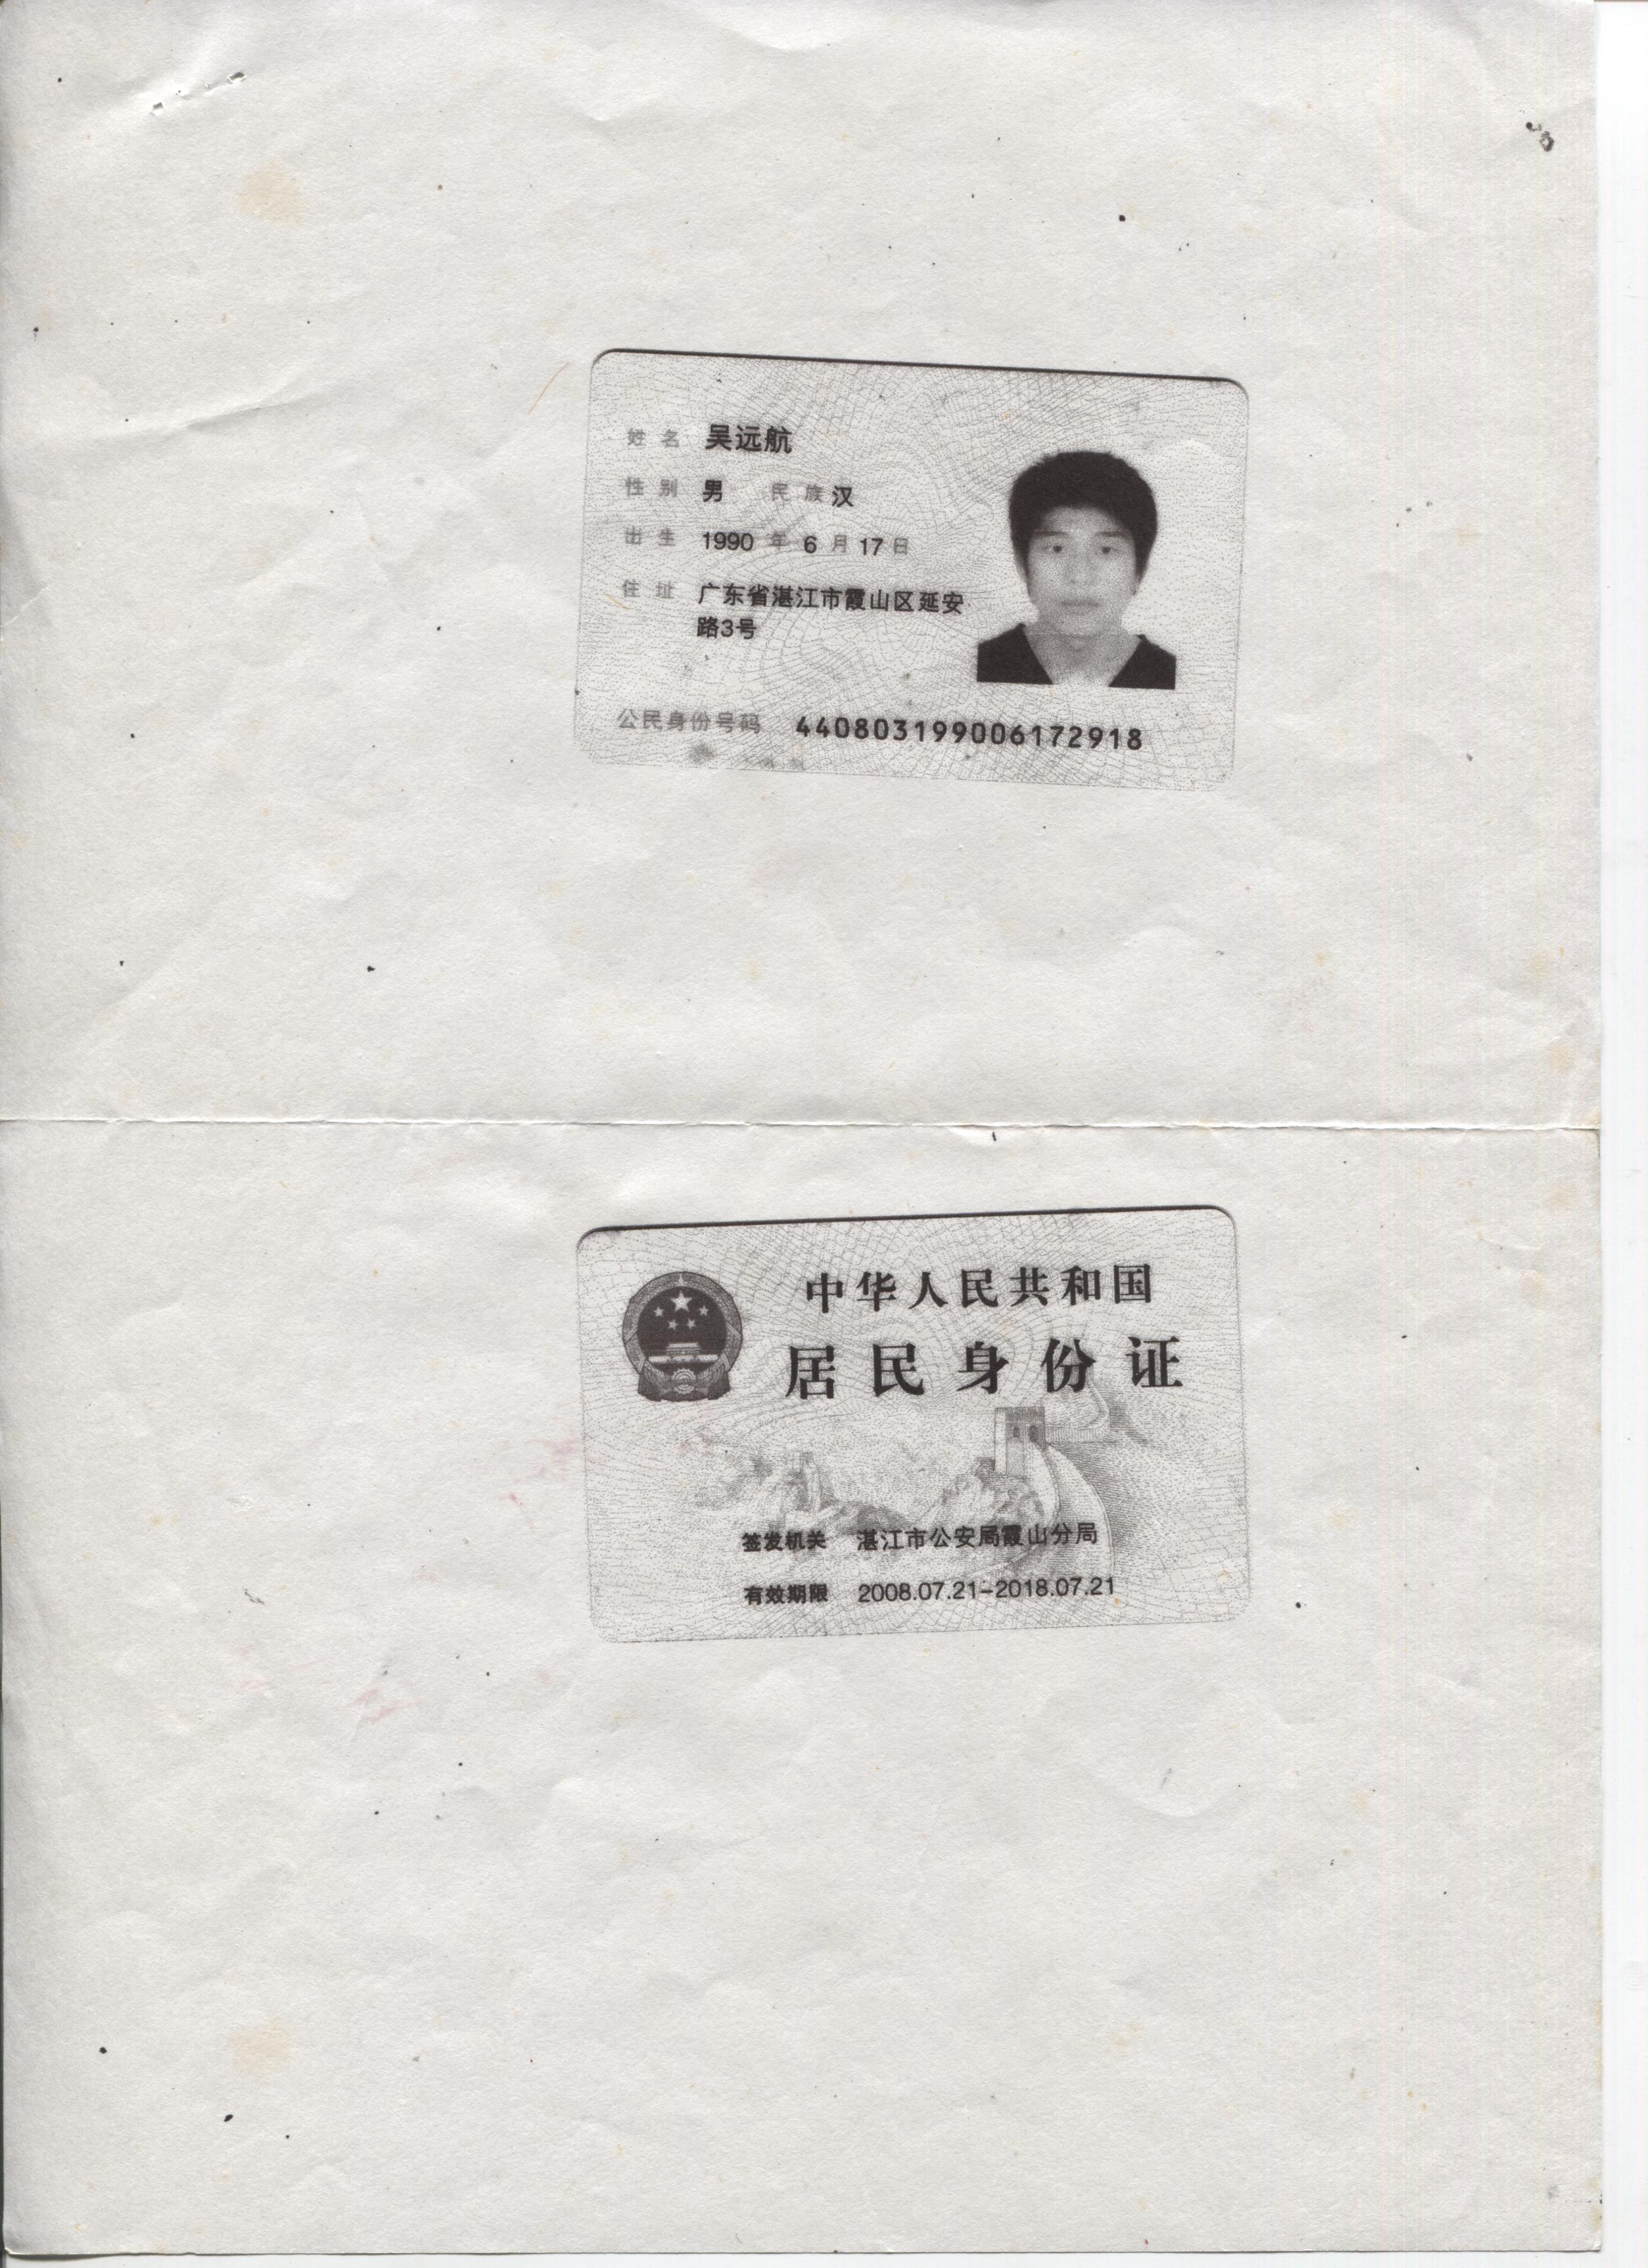 姓名 吴远航
性别 男 民族 汉
出生 1990 年 6 月 17 日
住址 广东省湛江市霞山区延安
路3号
公民身份号码 440803199006172918
中华人民共和国
居民身份证
签发机关 湛江市公安局霞山分局
有效期限 2008.07.21-2018.07.21